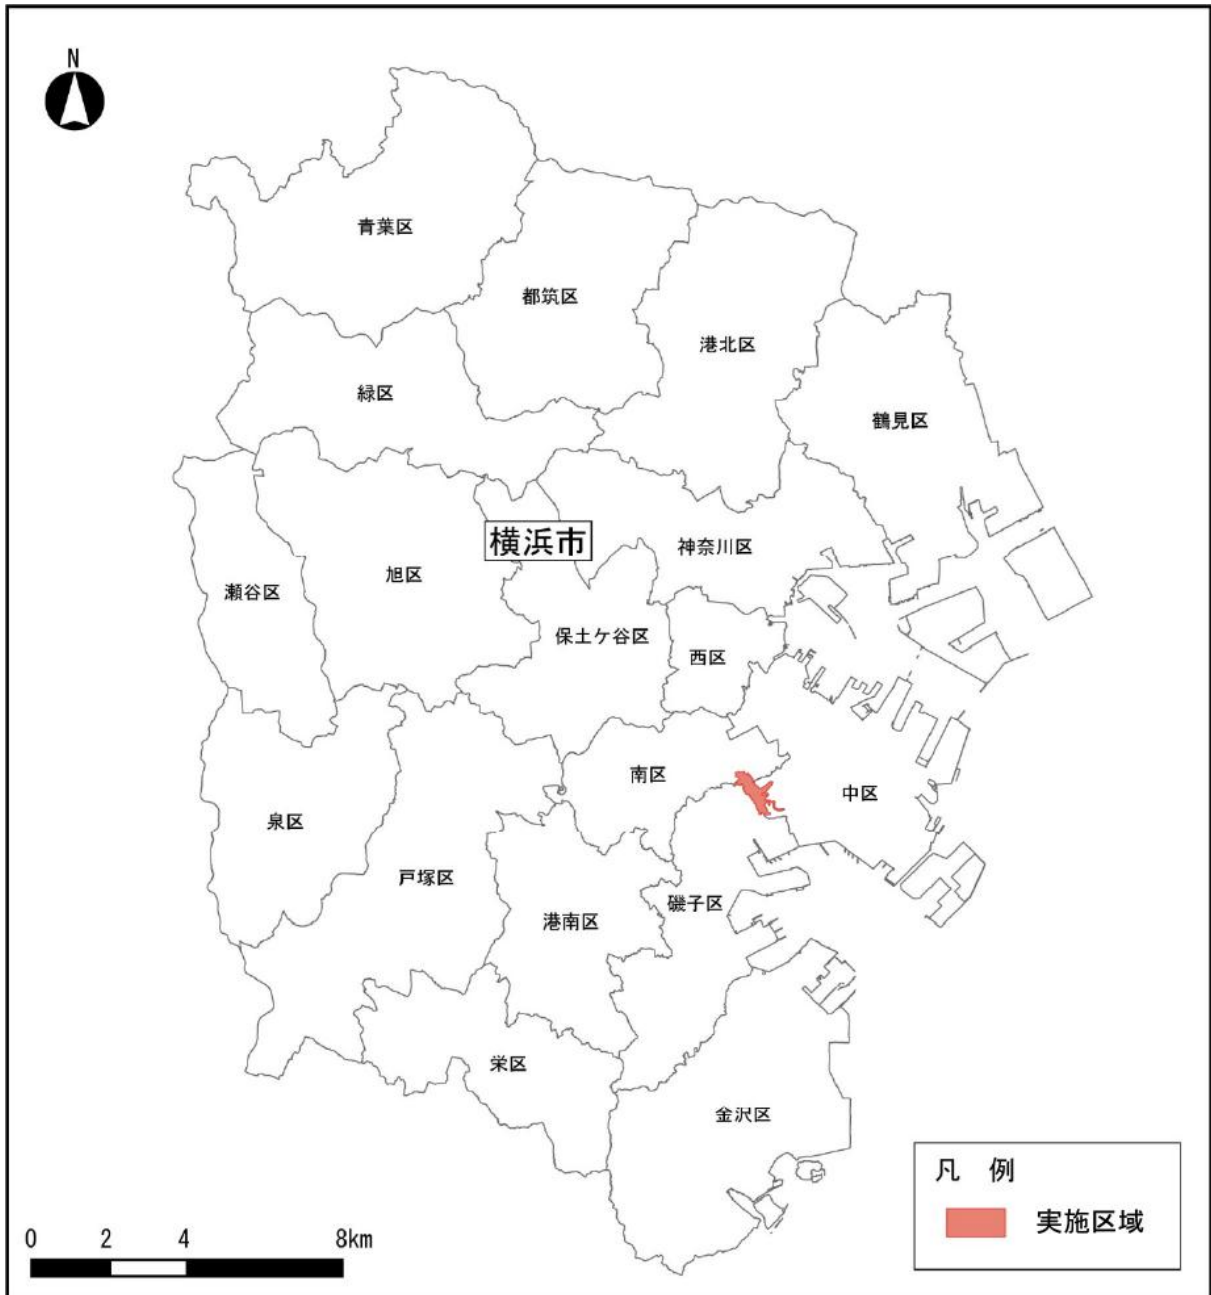 N
青葉区
都筑区
港北区
緑区
鶴見区
横浜市
神奈川区
旭区
瀬谷区
保土ケ谷区
西区
南区
中区
泉区
戸塚区
磯子区
港南区
栄区
金沢区
凡 例
実施区域
0 2 4 8km